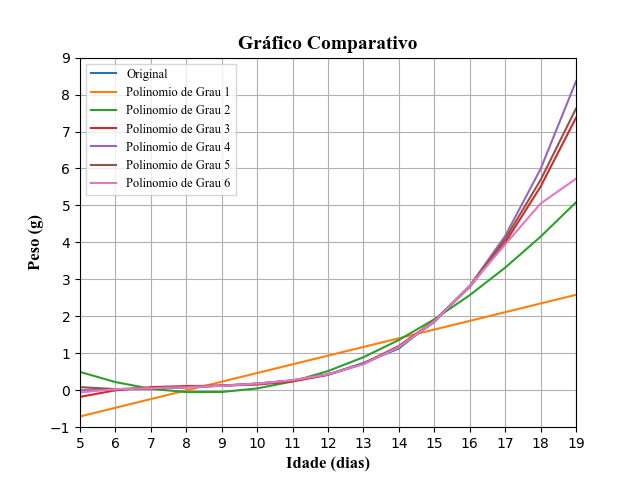 Gráfico Comparativo
9
8
7
6
5
4
3
2
1
0
−1
Peso (g)
Original
Polinomio de Grau 1
Polinomio de Grau 2
Polinomio de Grau 3
Polinomio de Grau 4
Polinomio de Grau 5
Polinomio de Grau 6
5 6 7 8 9 10 11 12 13 14 15 16 17 18 19
Idade (dias)